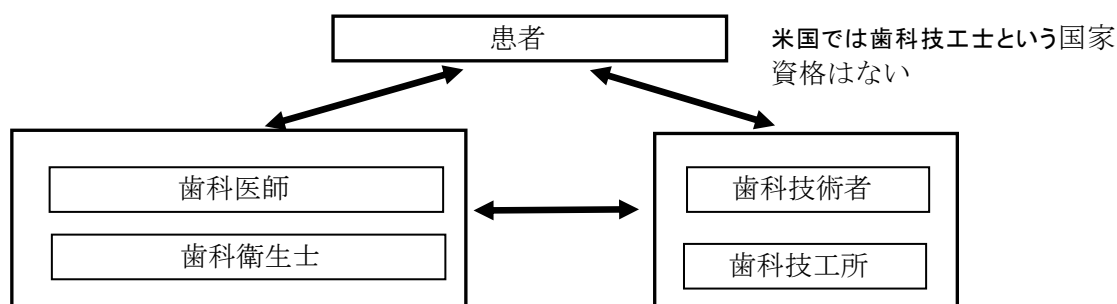 患者
米国では歯科技工士という国家
資格はない
歯科医師
歯科衛生士
歯科技術者
歯科技工所